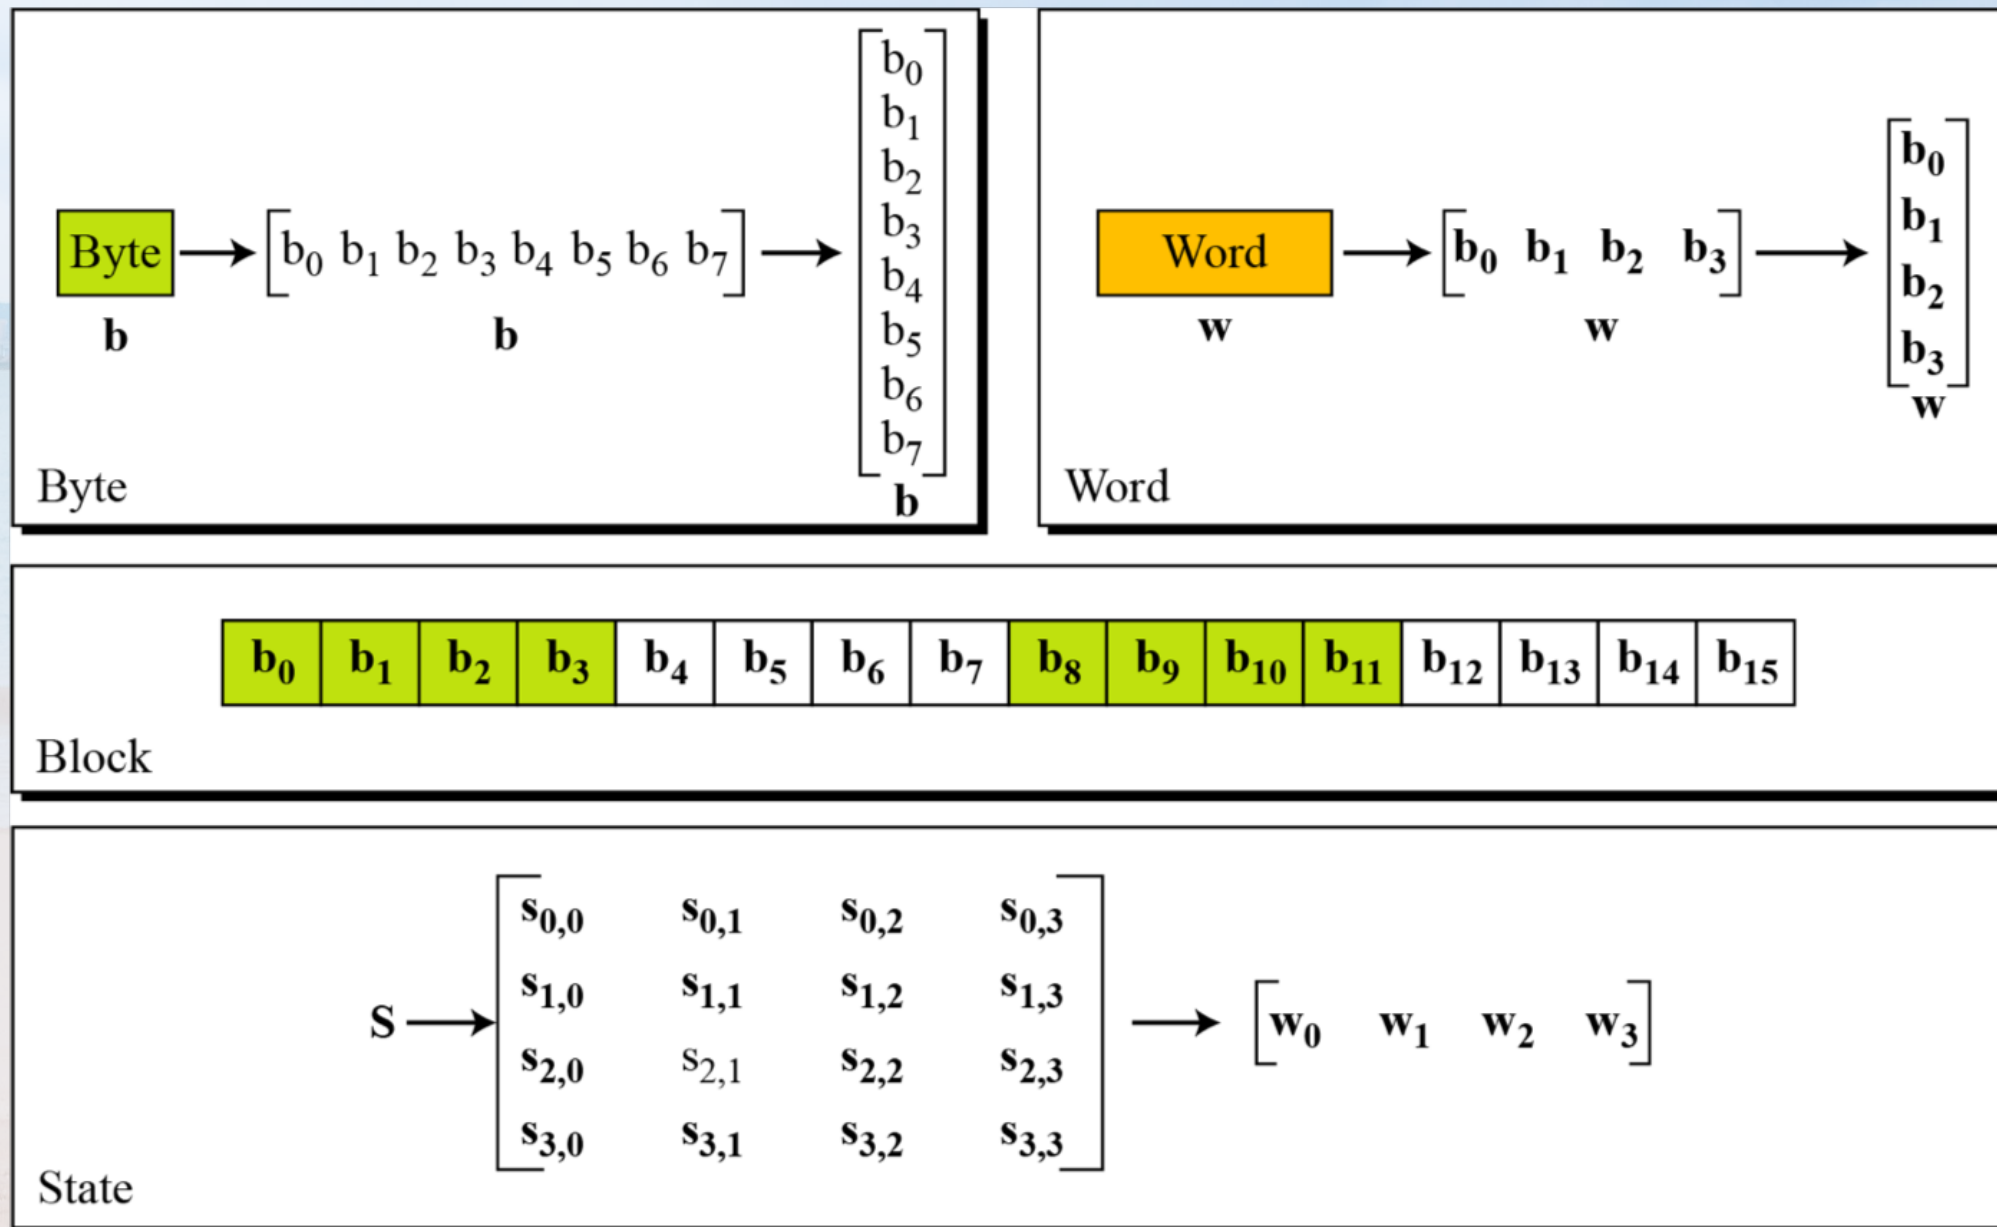 Byte
b
b₀ b₁ b₂ b₃ b₄ b₅ b₆ b₇
b
b₀
b₁
b₂
b₃
b₄
b₅
b₆
b₇
b
Byte
Word
w
b₀ b₁ b₂ b₃
w
b₀
b₁
b₂
b₃
w
Word
b₀ b₁ b₂ b₃ b₄ b₅ b₆ b₇ b₈ b₉ b₁₀ b₁₁ b₁₂ b₁₃ b₁₄ b₁₅
Block
S
s₀,₀ s₀,₁ s₀,₂ s₀,₃
s₁,₀ s₁,₁ s₁,₂ s₁,₃
s₂,₀ s₂,₁ s₂,₂ s₂,₃
s₃,₀ s₃,₁ s₃,₂ s₃,₃
w₀ w₁ w₂ w₃
State